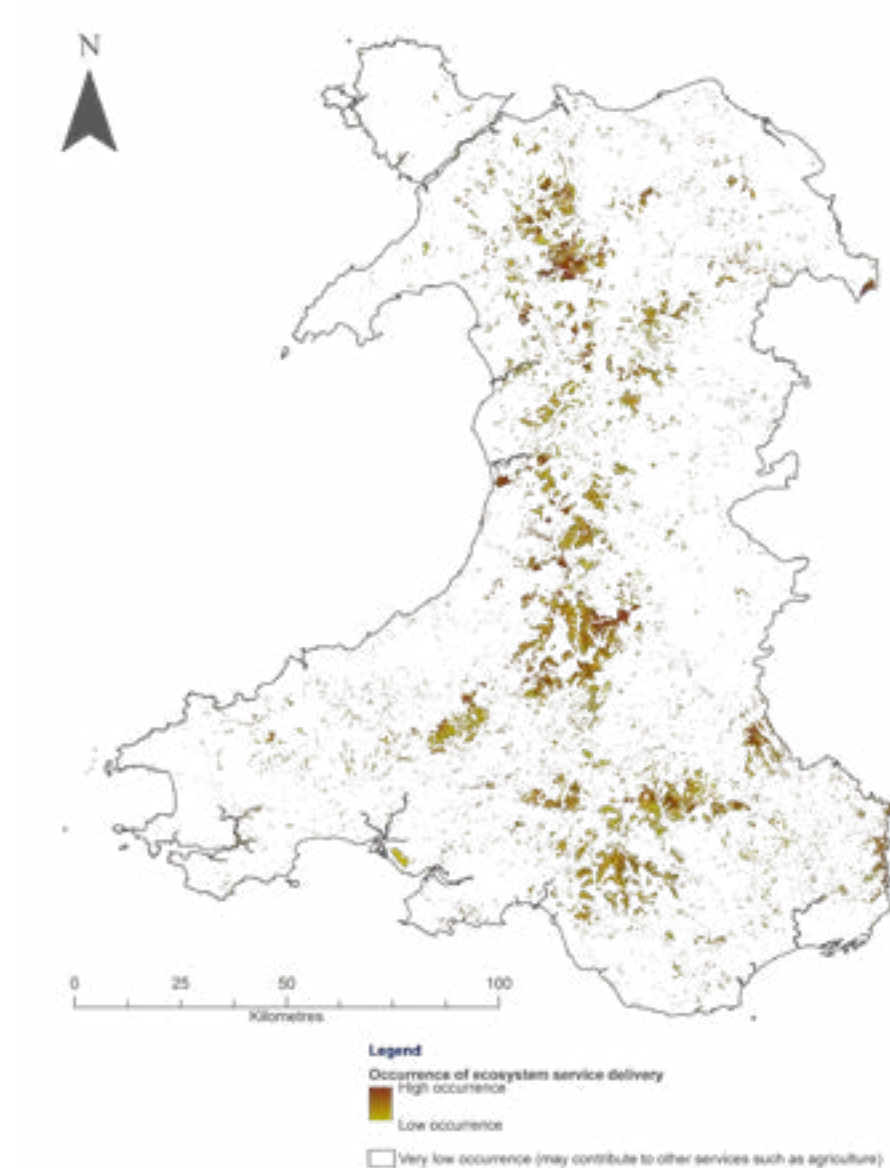 N
0 25 50 100
Kilometres
Legend
Occurrence of ecosystem service delivery
High occurrence
Low occurrence
Very low occurrence (may contribute to other services such as agriculture)